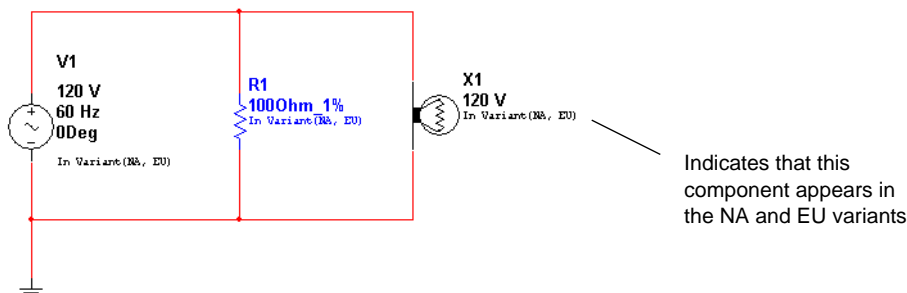 V1
120 V
60 Hz
0Deg
In Variant(NA, EU)
R1
100Ohm_1%
In Variant(NA, EU)
X1
120 V
In Variant(NA, EU)
Indicates that this
component appears in
the NA and EU variants